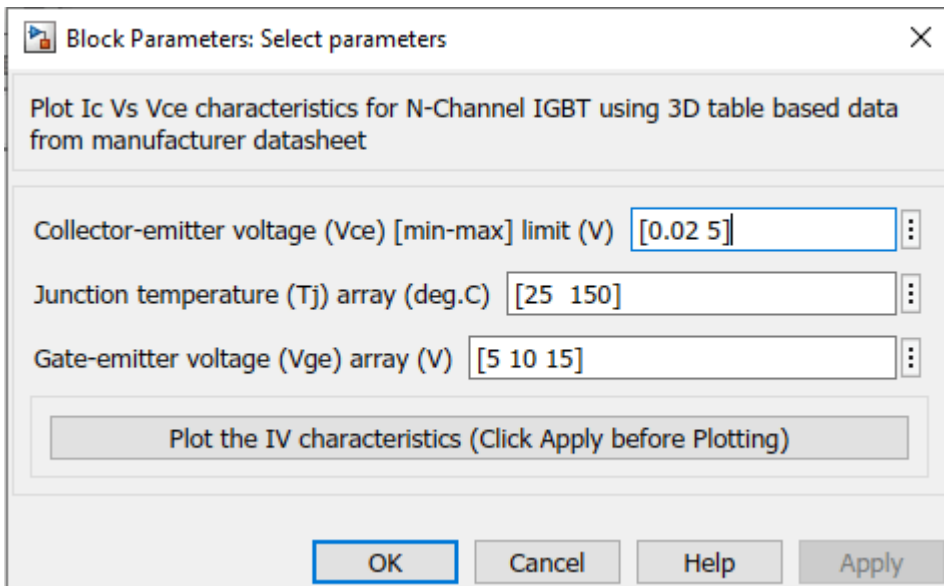 Block Parameters: Select parameters
Plot Ic Vs Vce characteristics for N-Channel IGBT using 3D table based data
from manufacturer datasheet
Collector-emitter voltage (Vce) [min-max] limit (V) [0.02 5]
Junction temperature (Tj) array (deg.C) [25  150]
Gate-emitter voltage (Vge) array (V) [5 10 15]
Plot the IV characteristics (Click Apply before Plotting)
OK Cancel Help Apply